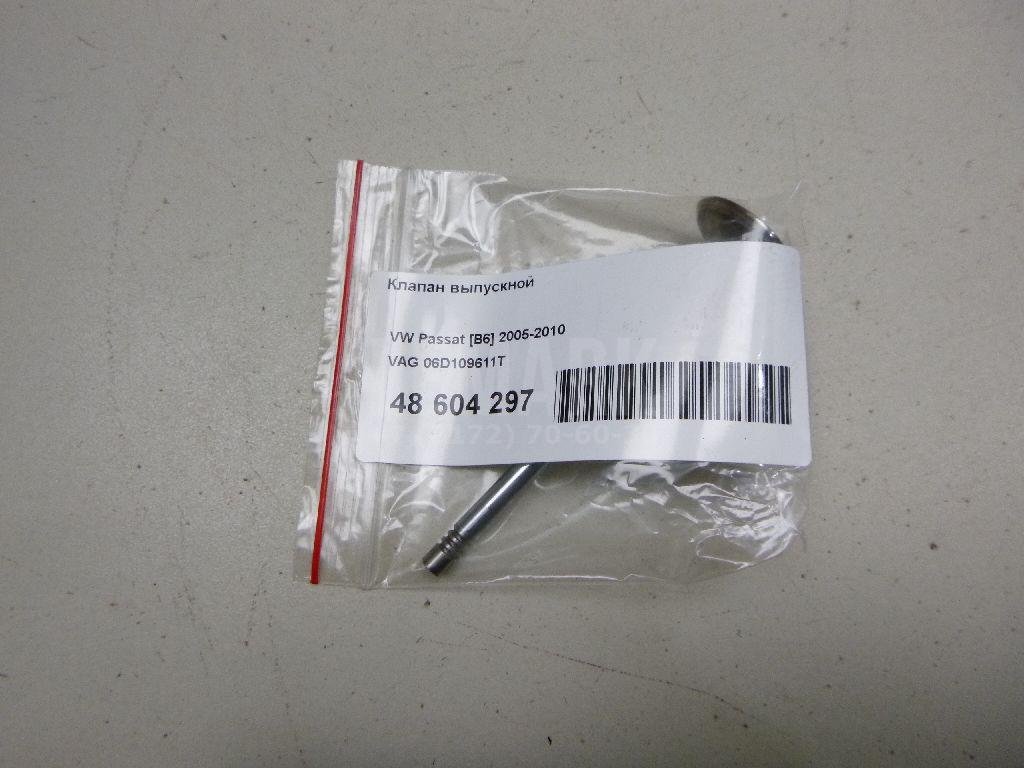 Клапан выпускной
VW Passat [B6] 2005-2010
VAG 06D109611T
48 604 297